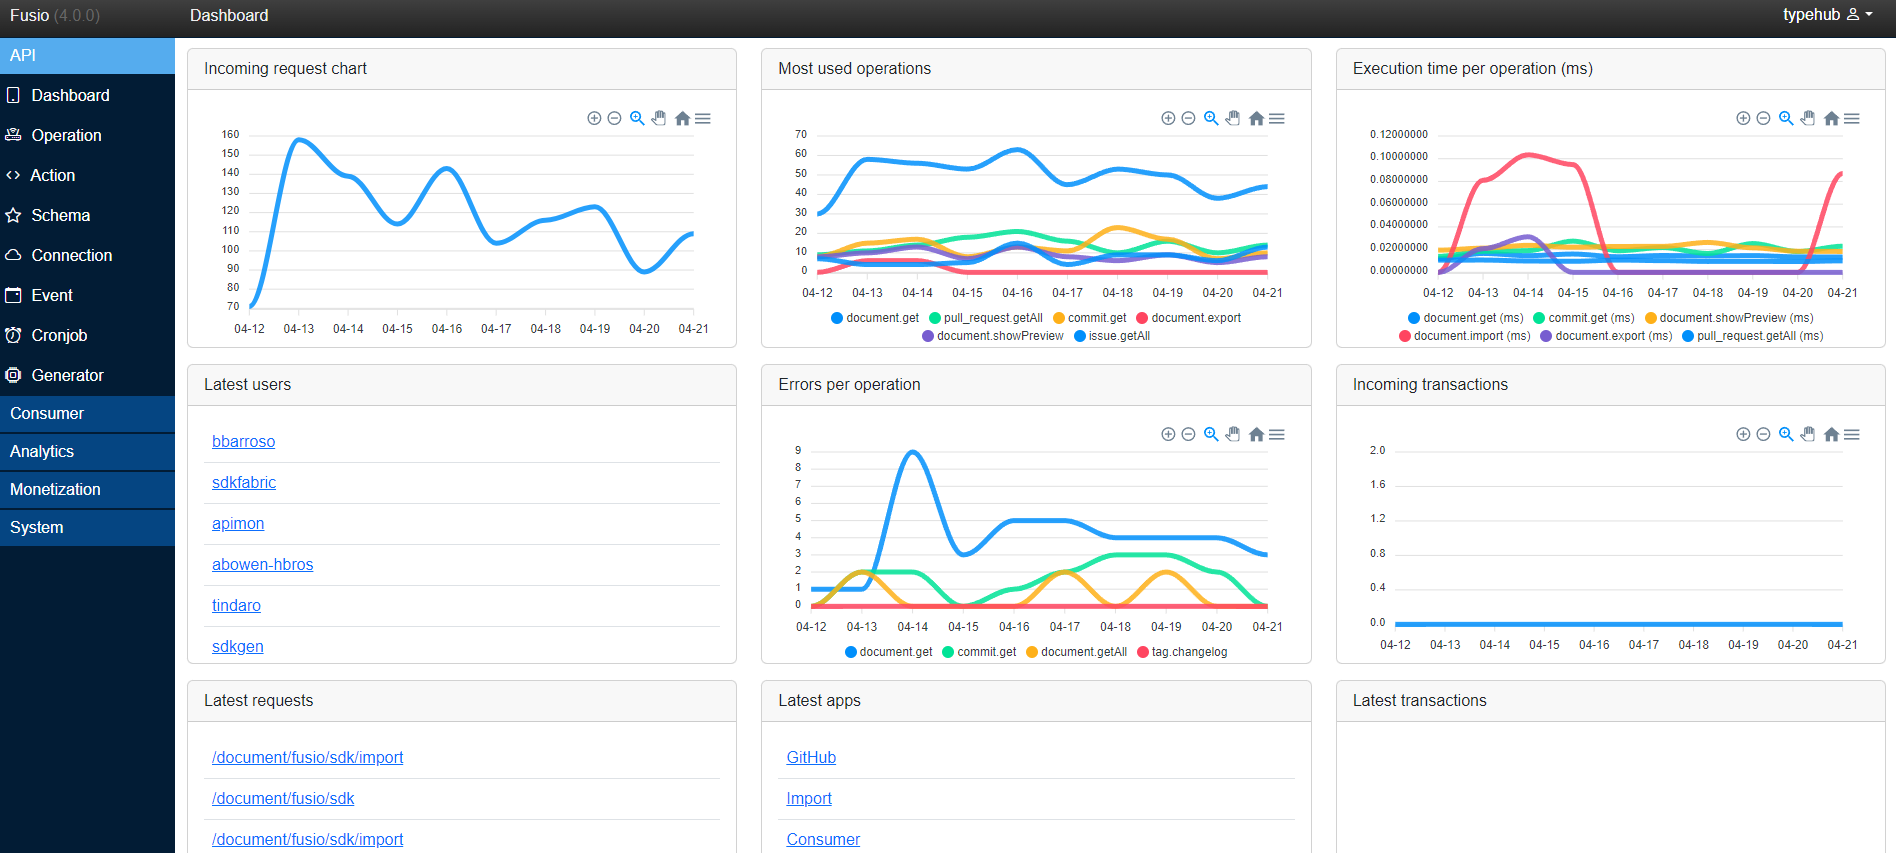 Fusio (4.0.0)
Dashboard
typehub
API
Dashboard
Operation
Action
Schema
Connection
Event
Cronjob
Generator
Consumer
Analytics
Monetization
System
Incoming request chart
160
150
140
130
120
110
100
90
80
70
04-12 04-13 04-14 04-15 04-16 04-17 04-18 04-19 04-20 04-21
Most used operations
70
60
50
40
30
20
10
0
04-12 04-13 04-14 04-15 04-16 04-17 04-18 04-19 04-20 04-21
document.get pull_request.getAll commit.get document.export
document.showPreview issue.getAll
Execution time per operation (ms)
0.12000000
0.10000000
0.08000000
0.06000000
0.04000000
0.02000000
0.00000000
04-12 04-13 04-14 04-15 04-16 04-17 04-18 04-19 04-20 04-21
document.get (ms) commit.get (ms) document.showPreview (ms)
document.import (ms) document.export (ms) pull_request.getAll (ms)
Latest users
bbarroso
sdkfabric
apimon
abowen-hbros
tindaro
sdkgen
Errors per operation
9
8
7
6
5
4
3
2
1
0
04-12 04-13 04-14 04-15 04-16 04-17 04-18 04-19 04-20 04-21
document.get commit.get document.getAll tag.changelog
Incoming transactions
2.0
1.6
1.2
0.8
0.4
0.0
04-12 04-13 04-14 04-15 04-16 04-17 04-18 04-19 04-20 04-21
Latest requests
/document/fusio/sdk/import
/document/fusio/sdk
/document/fusio/sdk/import
Latest apps
GitHub
Import
Consumer
Latest transactions